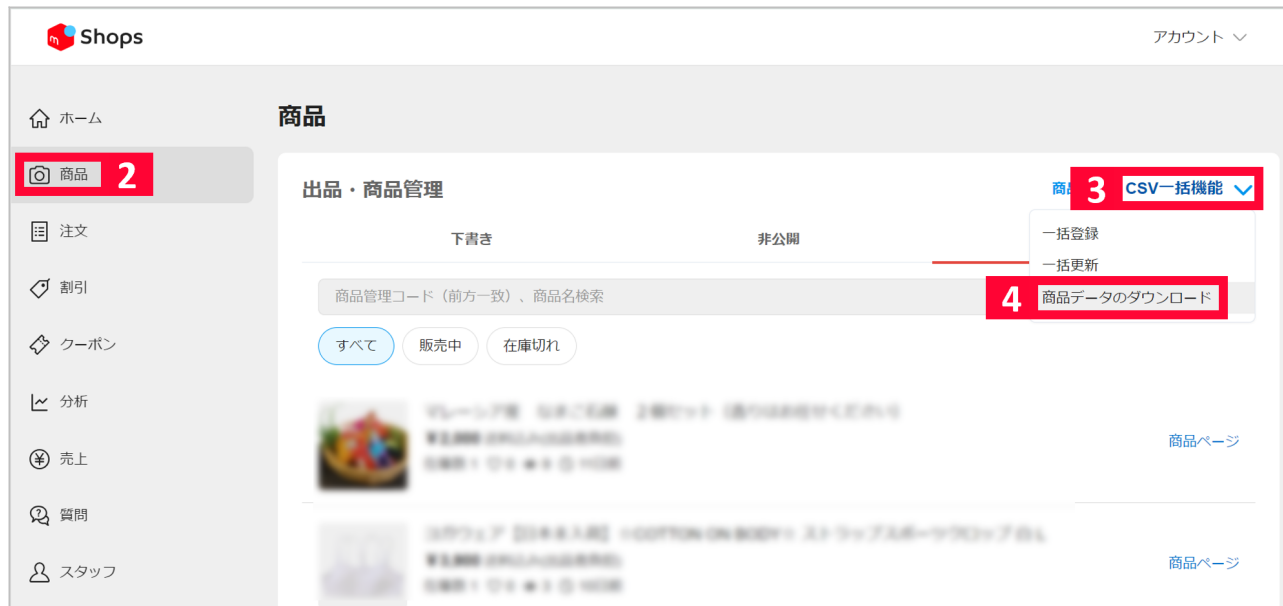 Shops
アカウント
ホーム
商品
商品 2
出品・商品管理
商 3 CSV一括機能
注文
下書き
非公開
一括登録
一括更新
割引
商品管理コード（前方一致）、商品名検索
4 商品データのダウンロード
クーポン
すべて
販売中
在庫切れ
分析
商品ページ
売上
質問
商品ページ
スタッフ